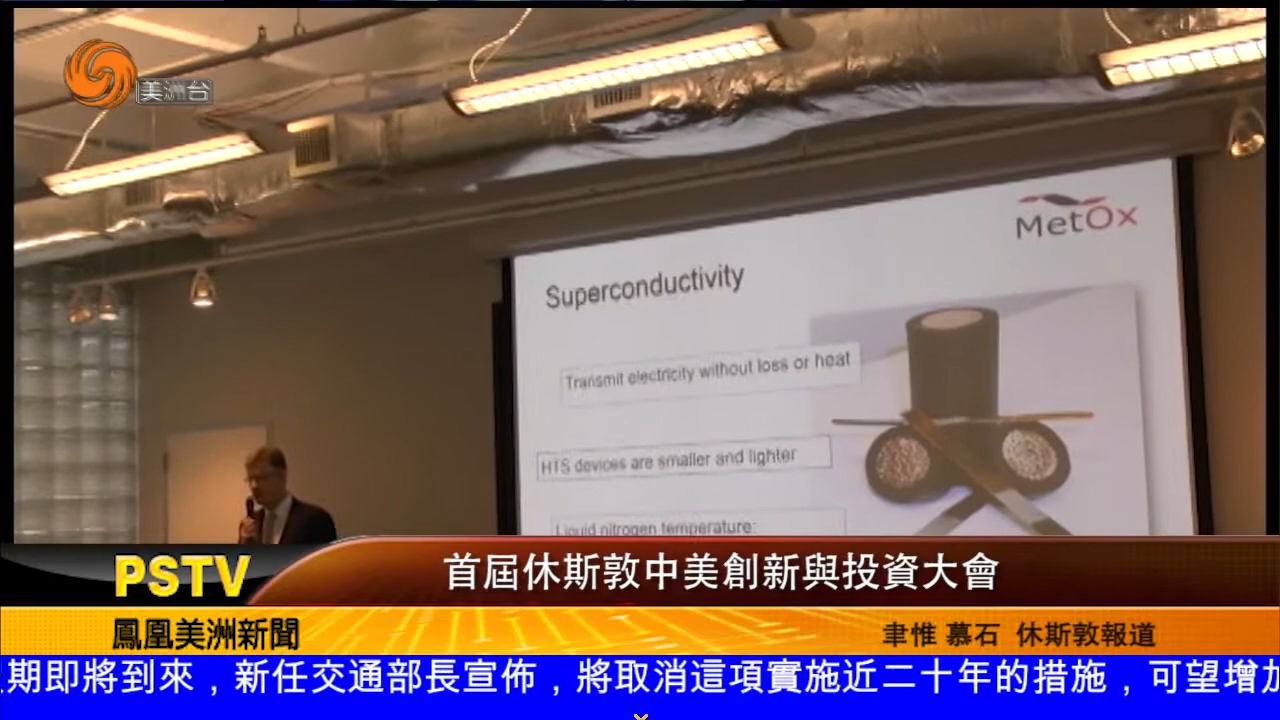 美洲台
MetOx
Superconductivity
Transmit electricity without loss or heat
HTS devices are smaller and lighter
Liquid nitrogen temperature:
PSTV
首屆休斯敦中美創新與投資大會
鳳凰美洲新聞
聿惟 慕石 休斯敦報道
期即將到來，新任交通部長宣佈，將取消這項實施近二十年的措施，可望增加